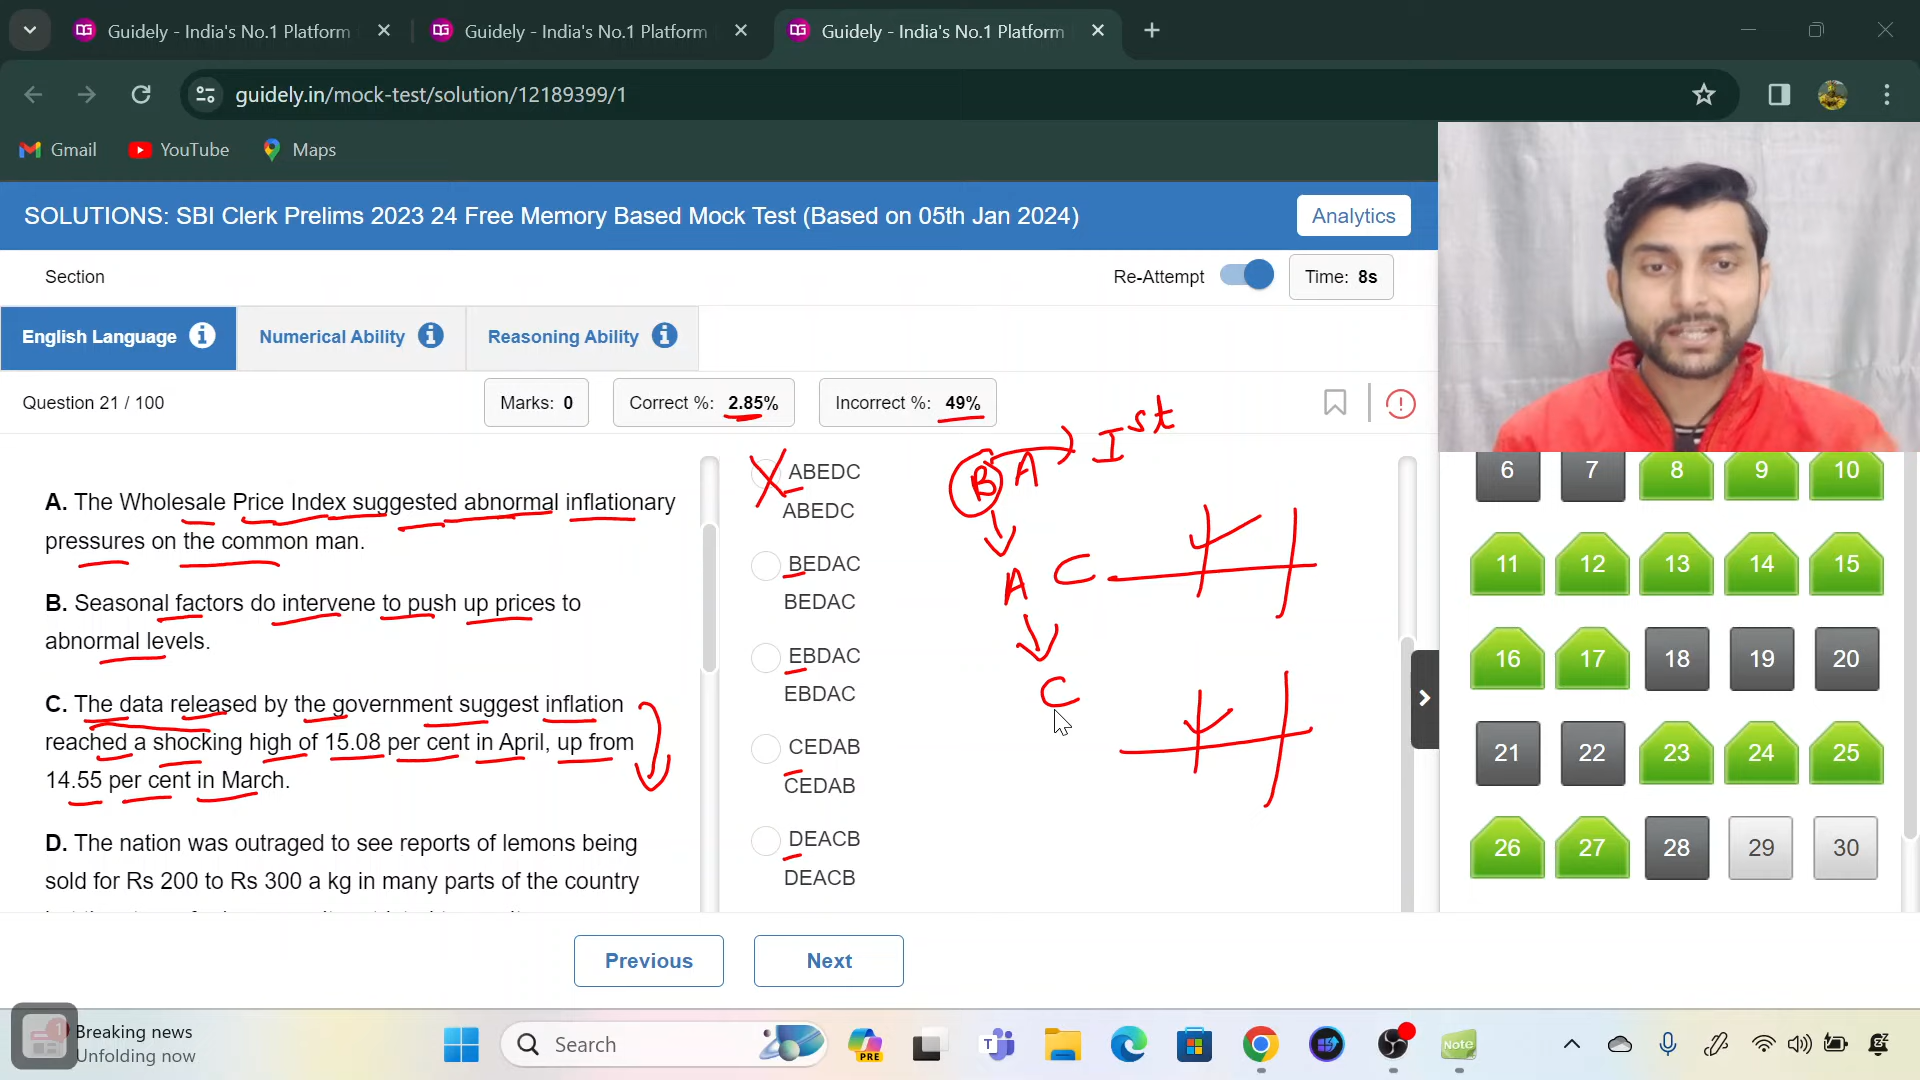 Guidely - India's No.1 Platform
Guidely - India's No.1 Platform
Guidely - India's No.1 Platform
guidely.in/mock-test/solution/12189399/1
Gmail YouTube Maps
SOLUTIONS: SBI Clerk Prelims 2023 24 Free Memory Based Mock Test (Based on 05th Jan 2024)
Analytics
Section
Re-Attempt
Time: 8s
English Language
Numerical Ability
Reasoning Ability
Question 21 / 100
Marks: 0
Correct %: 2.85%
Incorrect %: 49%
A. The Wholesale Price Index suggested abnormal inflationary
pressures on the common man.
B. Seasonal factors do intervene to push up prices to
abnormal levels.
C. The data released by the government suggest inflation
reached a shocking high of 15.08 per cent in April, up from
14.55 per cent in March.
D. The nation was outraged to see reports of lemons being
sold for Rs 200 to Rs 300 a kg in many parts of the country
ABEDC
ABEDC
BEDAC
BEDAC
EBDAC
EBDAC
CEDAB
CEDAB
DEACB
DEACB
B A Ist
A C
C
6 7 8 9 10
11 12 13 14 15
16 17 18 19 20
21 22 23 24 25
26 27 28 29 30
Previous
Next
1
Breaking news
Unfolding now
Search
PRE
T
Note